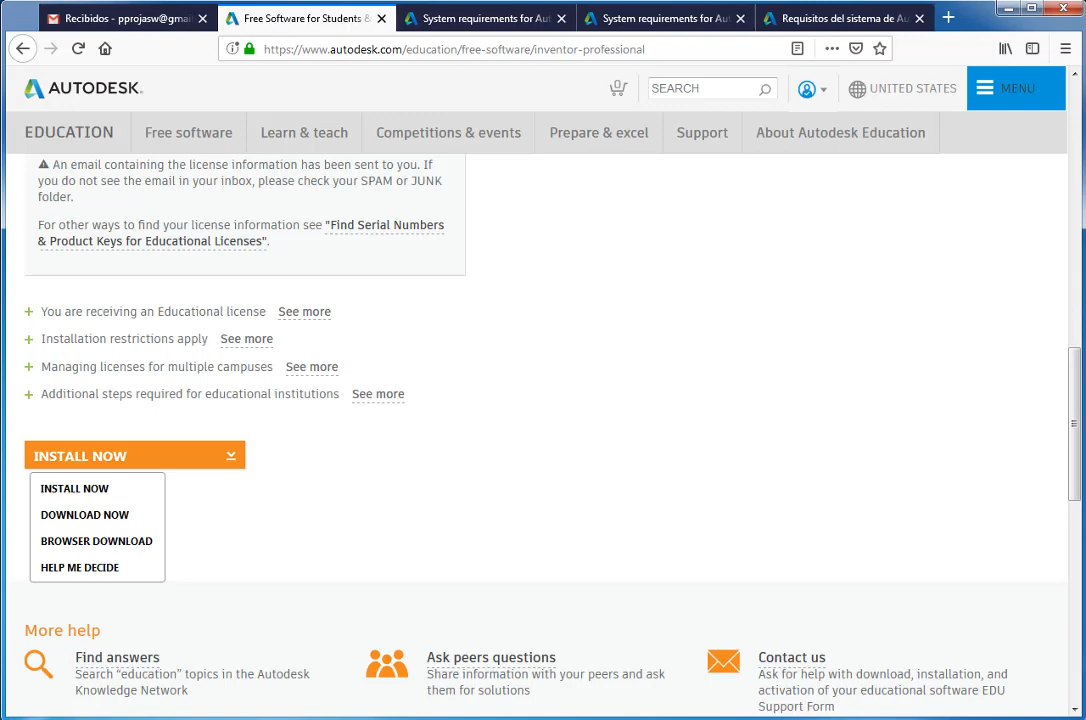 Recibidos - pprojasw@gmai
Free Software for Students &
System requirements for Aut
System requirements for Aut
Requisitos del sistema de Au
https://www.autodesk.com/education/free-software/inventor-professional
AUTODESK.
SEARCH
UNITED STATES
MENU
EDUCATION
Free software
Learn & teach
Competitions & events
Prepare & excel
Support
About Autodesk Education
An email containing the license information has been sent to you. If
you do not see the email in your inbox, please check your SPAM or JUNK
folder.
For other ways to find your license information see "Find Serial Numbers
& Product Keys for Educational Licenses".
+ You are receiving an Educational license See more
+ Installation restrictions apply See more
+ Managing licenses for multiple campuses See more
+ Additional steps required for educational institutions See more
INSTALL NOW
INSTALL NOW
DOWNLOAD NOW
BROWSER DOWNLOAD
HELP ME DECIDE
More help
Find answers
Search “education” topics in the Autodesk
Knowledge Network
Ask peers questions
Share information with your peers and ask
them for solutions
Contact us
Ask for help with download, installation, and
activation of your educational software EDU
Support Form